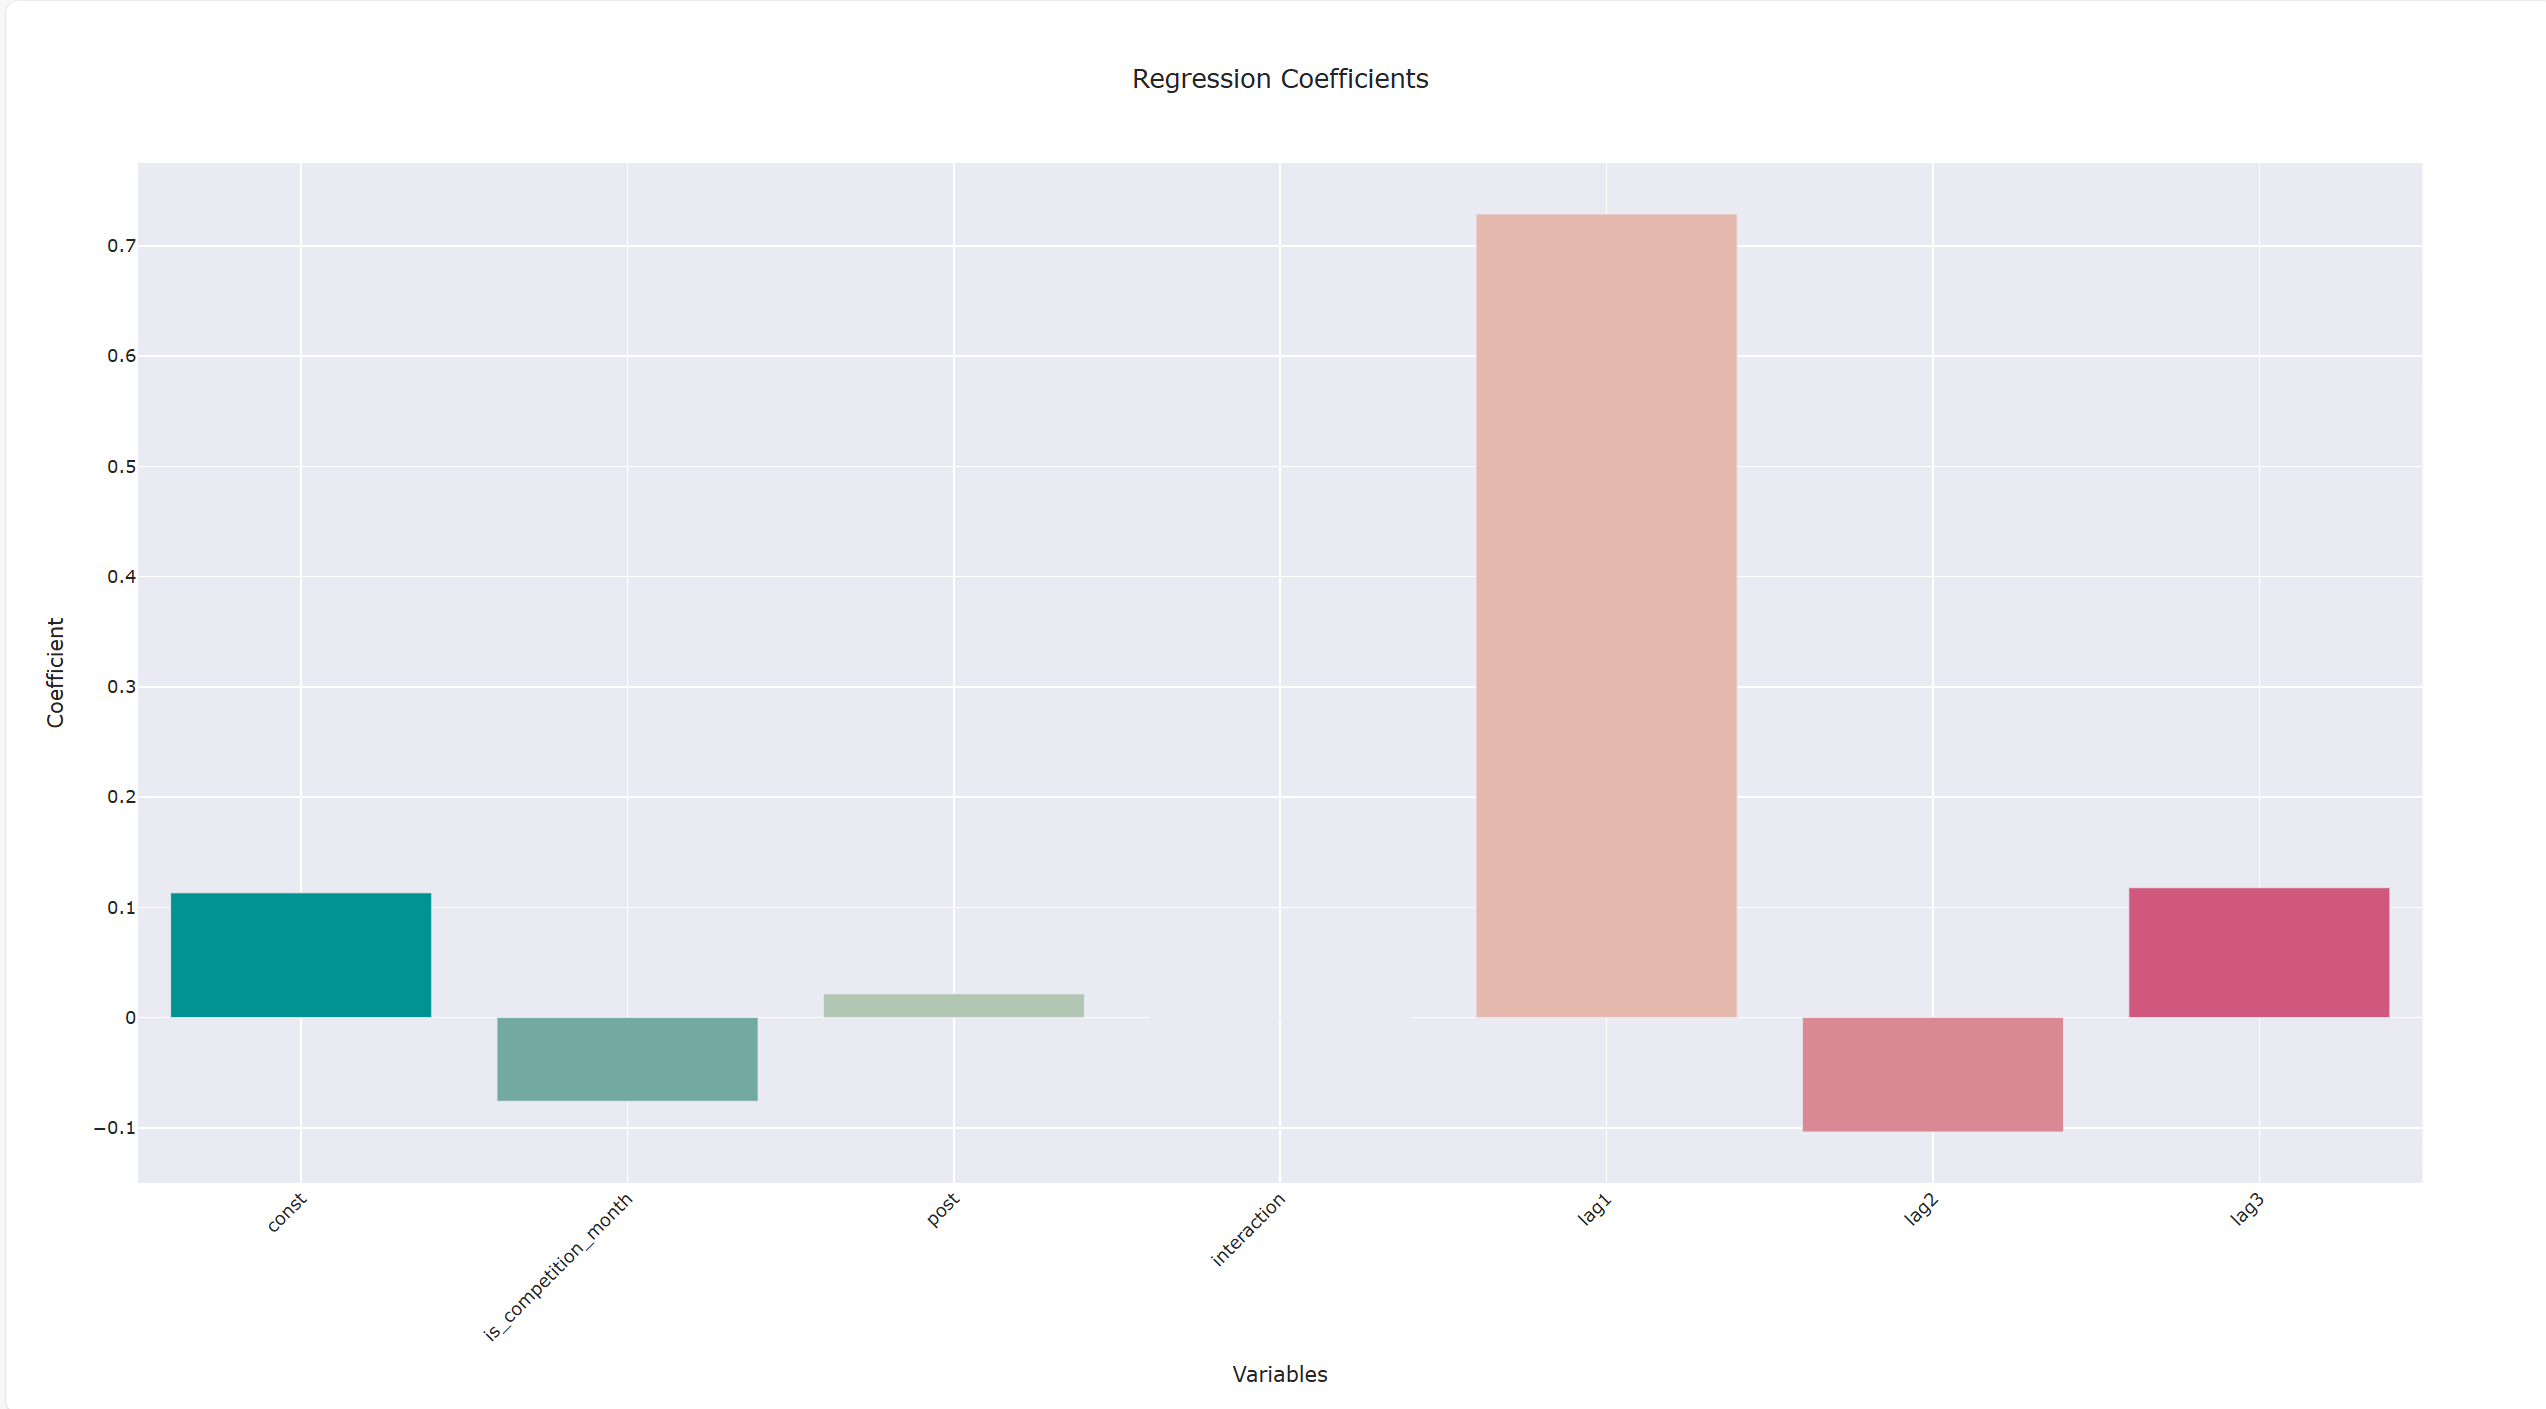 Regression Coefficients
0.7
0.6
0.5
0.4
0.3
0.2
0.1
0
−0.1
Coefficient
const
is_competition_month
post
interaction
lag1
lag2
lag3
Variables